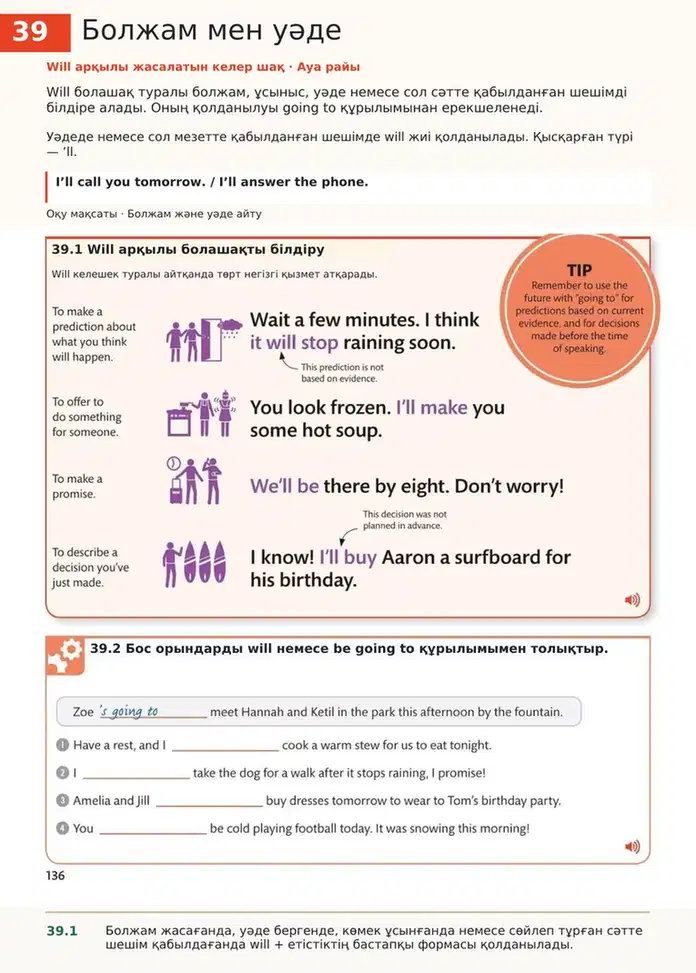 39 Болжам мен уәде
Will арқылы жасалатын келер шақ · Ауа райы
Will болашақ туралы болжам, ұсыныс, уәде немесе сол сәтте қабылданған шешімді
білдіре алады. Оның қолданылуы going to құрылымынан ерекшеленеді.
Уәдеде немесе сол мезетте қабылданған шешімде will жиі қолданылады. Қысқарған түрі
— ’ll.
I’ll call you tomorrow. / I’ll answer the phone.
Оқу мақсаты · Болжам және уәде айту
39.1 Will арқылы болашақты білдіру
Will келешек туралы айтқанда төрт негізгі қызмет атқарады.
TIP
Remember to use the
future with “going to” for
predictions based on current
evidence, and for decisions
made before the time
of speaking.
To make a
prediction about
what you think
will happen.
Wait a few minutes. I think
it will stop raining soon.
This prediction is not
based on evidence.
To offer to
do something
for someone.
You look frozen. I’ll make you
some hot soup.
To make a
promise.
We’ll be there by eight. Don’t worry!
This decision was not
planned in advance.
To describe a
decision you’ve
just made.
I know! I’ll buy Aaron a surfboard for
his birthday.
39.2 Бос орындарды will немесе be going to құрылымымен толықтыр.
Zoe ’s going to meet Hannah and Ketil in the park this afternoon by the fountain.
1 Have a rest, and I ______ cook a warm stew for us to eat tonight.
2 I ______ take the dog for a walk after it stops raining, I promise!
3 Amelia and Jill ______ buy dresses tomorrow to wear to Tom’s birthday party.
4 You ______ be cold playing football today. It was snowing this morning!
136
39.1 Болжам жасағанда, уәде бергенде, көмек ұсынғанда немесе сөйлеп тұрған сәтте
шешім қабылдағанда will + етістіктің бастапқы формасы қолданылады.